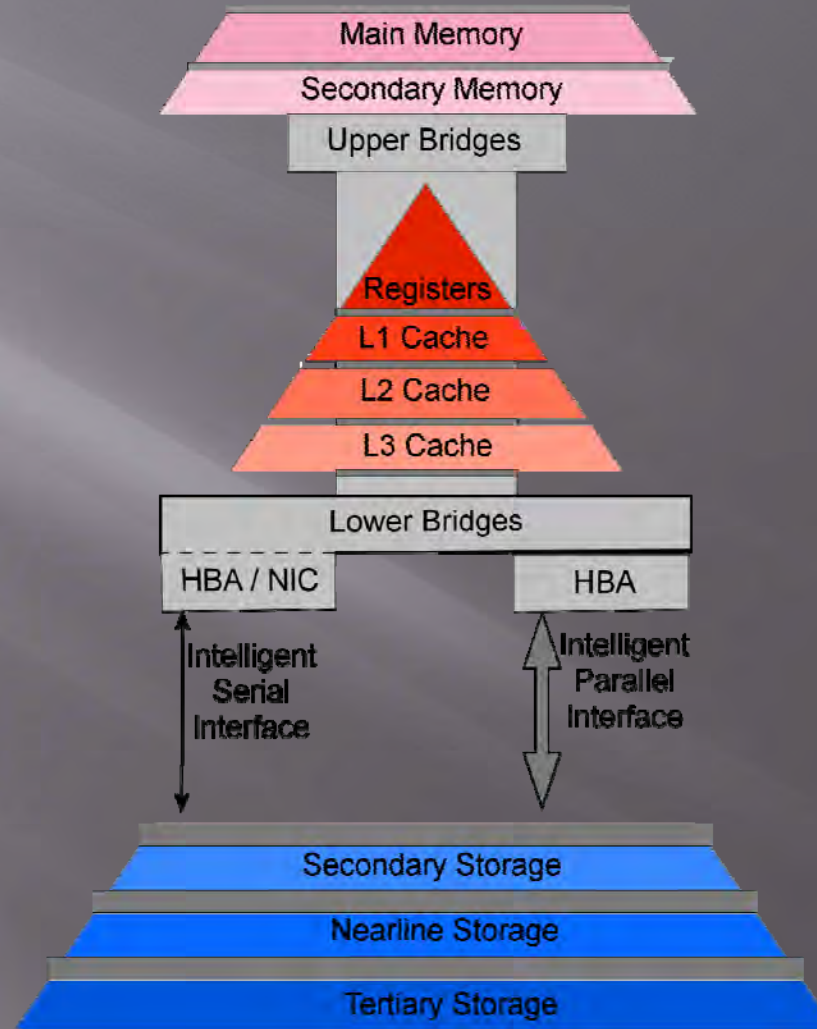 Main Memory
Secondary Memory
Upper Bridges
Registers
L1 Cache
L2 Cache
L3 Cache
Lower Bridges
HBA / NIC
HBA
Intelligent
Serial
Interface
Intelligent
Parallel
Interface
Secondary Storage
Nearline Storage
Tertiary Storage